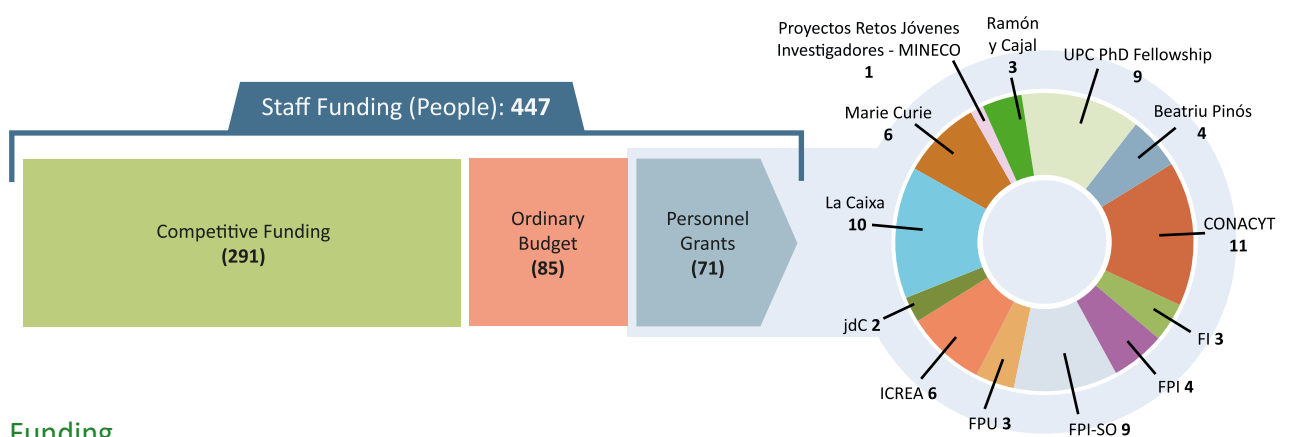 Staff Funding (People): 447
Competitive Funding
(291)
Ordinary
Budget
(85)
Personnel
Grants
(71)
Proyectos Retos Jóvenes
Investigadores - MINECO
1
Ramón
y Cajal
3
UPC PhD Fellowship
9
Beatriu Pinós
4
CONACYT
11
FI 3
FPI 4
FPI-SO 9
FPU 3
ICREA 6
jdC 2
La Caixa
10
Marie Curie
6
Funding